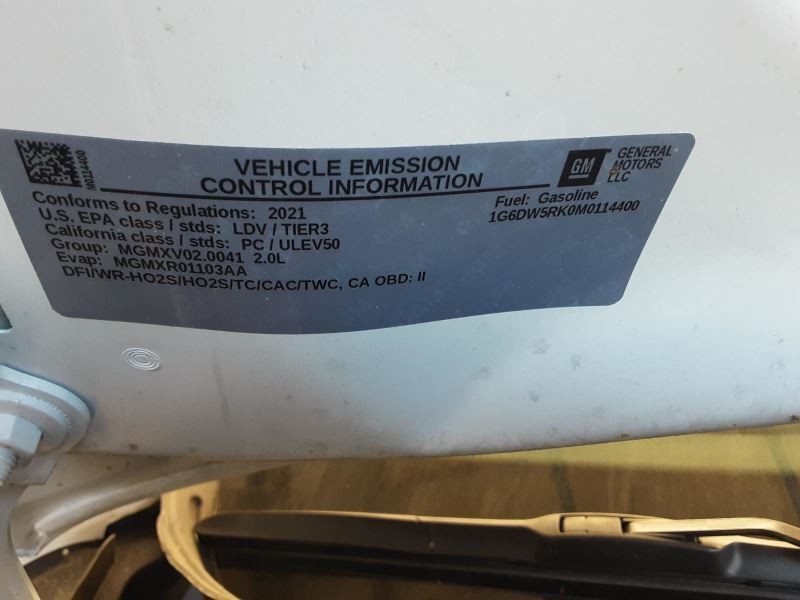 M0114400
VEHICLE EMISSION
CONTROL INFORMATION
GM
GENERAL
MOTORS
LLC
Conforms to Regulations: 2021
U.S. EPA class / stds: LDV / TIER3
California class / stds: PC / ULEV50
Group: MGMXV02.0041 2.0L
Evap: MGMXR01103AA
DFI/WR-HO2S/HO2S/TC/CAC/TWC, CA OBD: II
Fuel: Gasoline
1G6DW5RK0M0114400